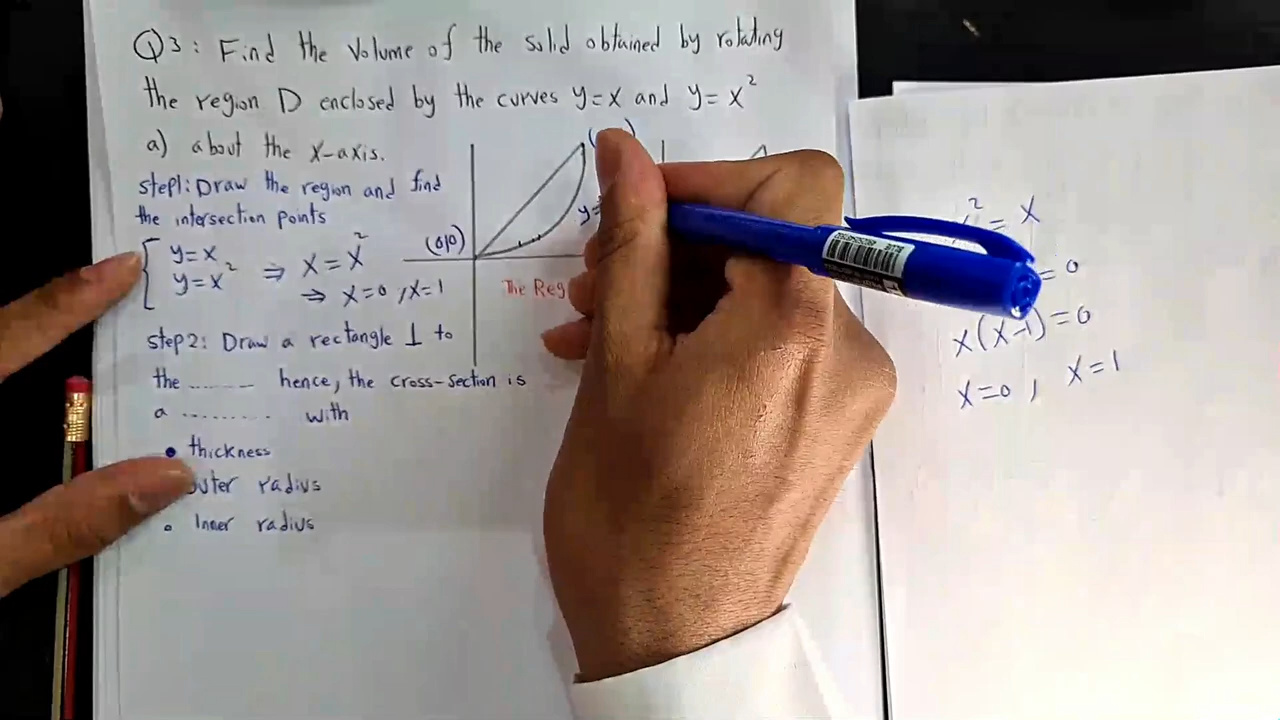 Q3: Find the Volume of the solid obtained by rotating
the region D enclosed by the curves y=x and y=x²
a) about the x-axis.
step1: Draw the region and find
the intersection points
y=x
y=x² ⇒ x=x²
⇒ x=0, x=1
(0,0)
y=
The Reg
step2: Draw a rectangle ⊥ to
the ........ hence, the cross-section is
a ......... with
• thickness
outer radius
• Inner radius
² = x
= 0
x(x-1)=0
x=0, x=1